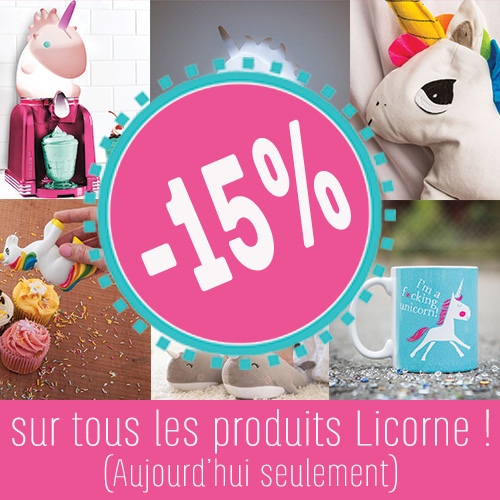 -15%
I'm a
f*cking
unicorn!
sur tous les produits Licorne !
(Aujourd'hui seulement)